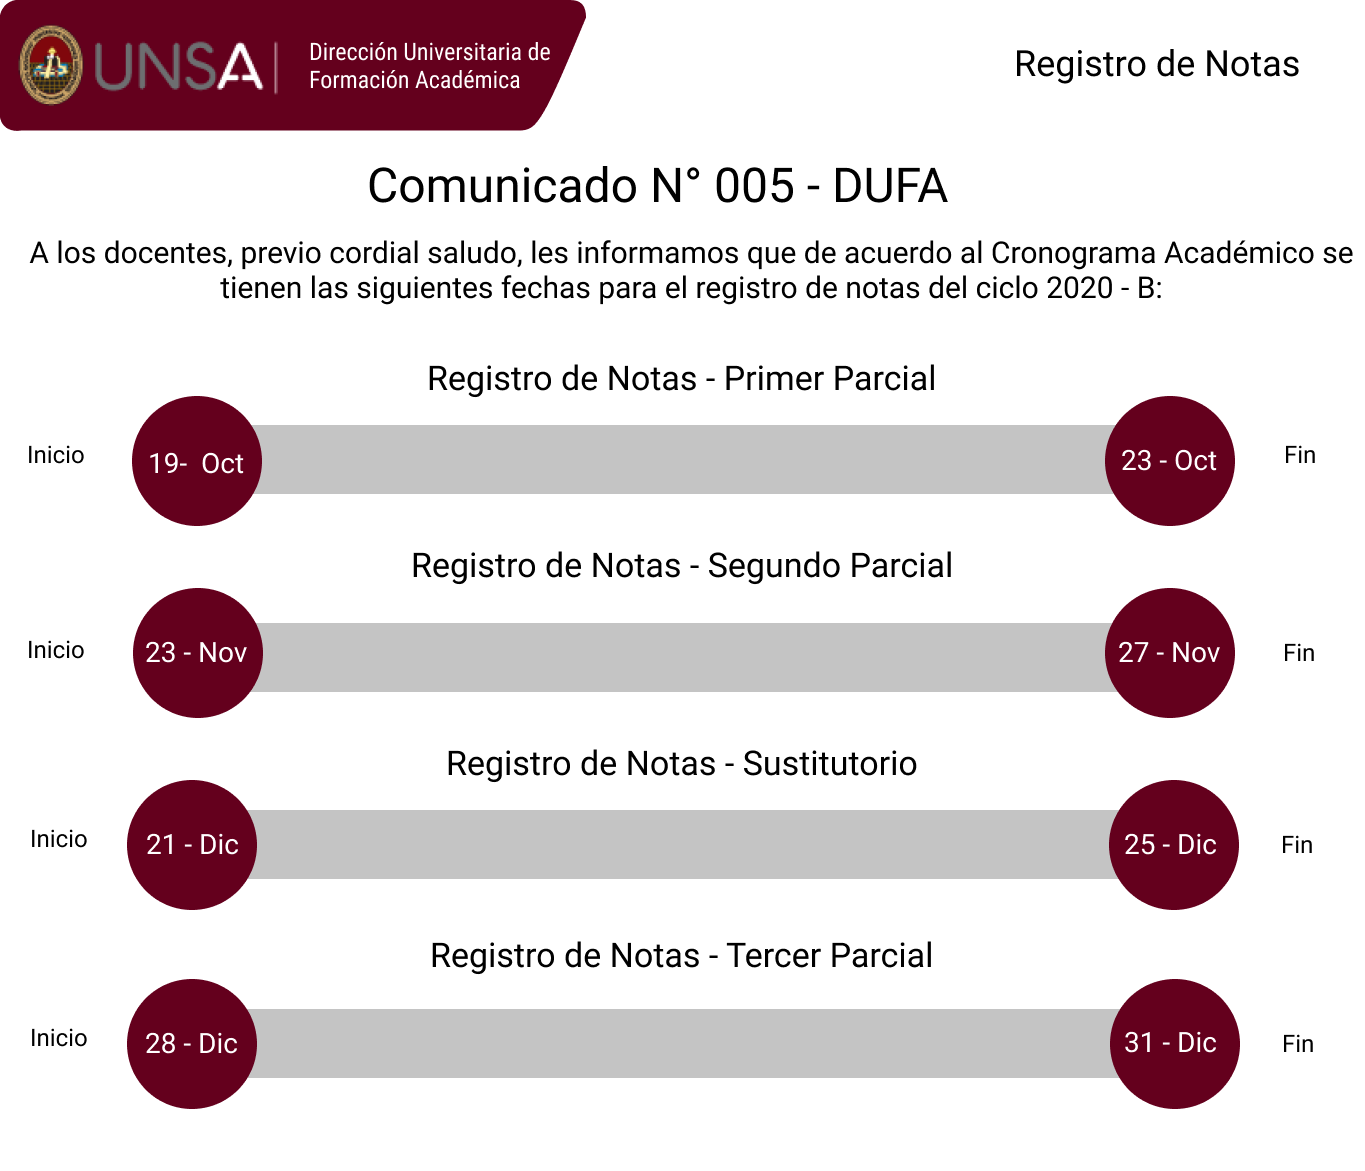 UNSA
Dirección Universitaria de
Formación Académica
Registro de Notas
Comunicado N° 005 - DUFA
A los docentes, previo cordial saludo, les informamos que de acuerdo al Cronograma Académico se
tienen las siguientes fechas para el registro de notas del ciclo 2020 - B:
Registro de Notas - Primer Parcial
Inicio 19-  Oct 23 - Oct Fin
Registro de Notas - Segundo Parcial
Inicio 23 - Nov 27 - Nov Fin
Registro de Notas - Sustitutorio
Inicio 21 - Dic 25 - Dic Fin
Registro de Notas - Tercer Parcial
Inicio 28 - Dic 31 - Dic Fin